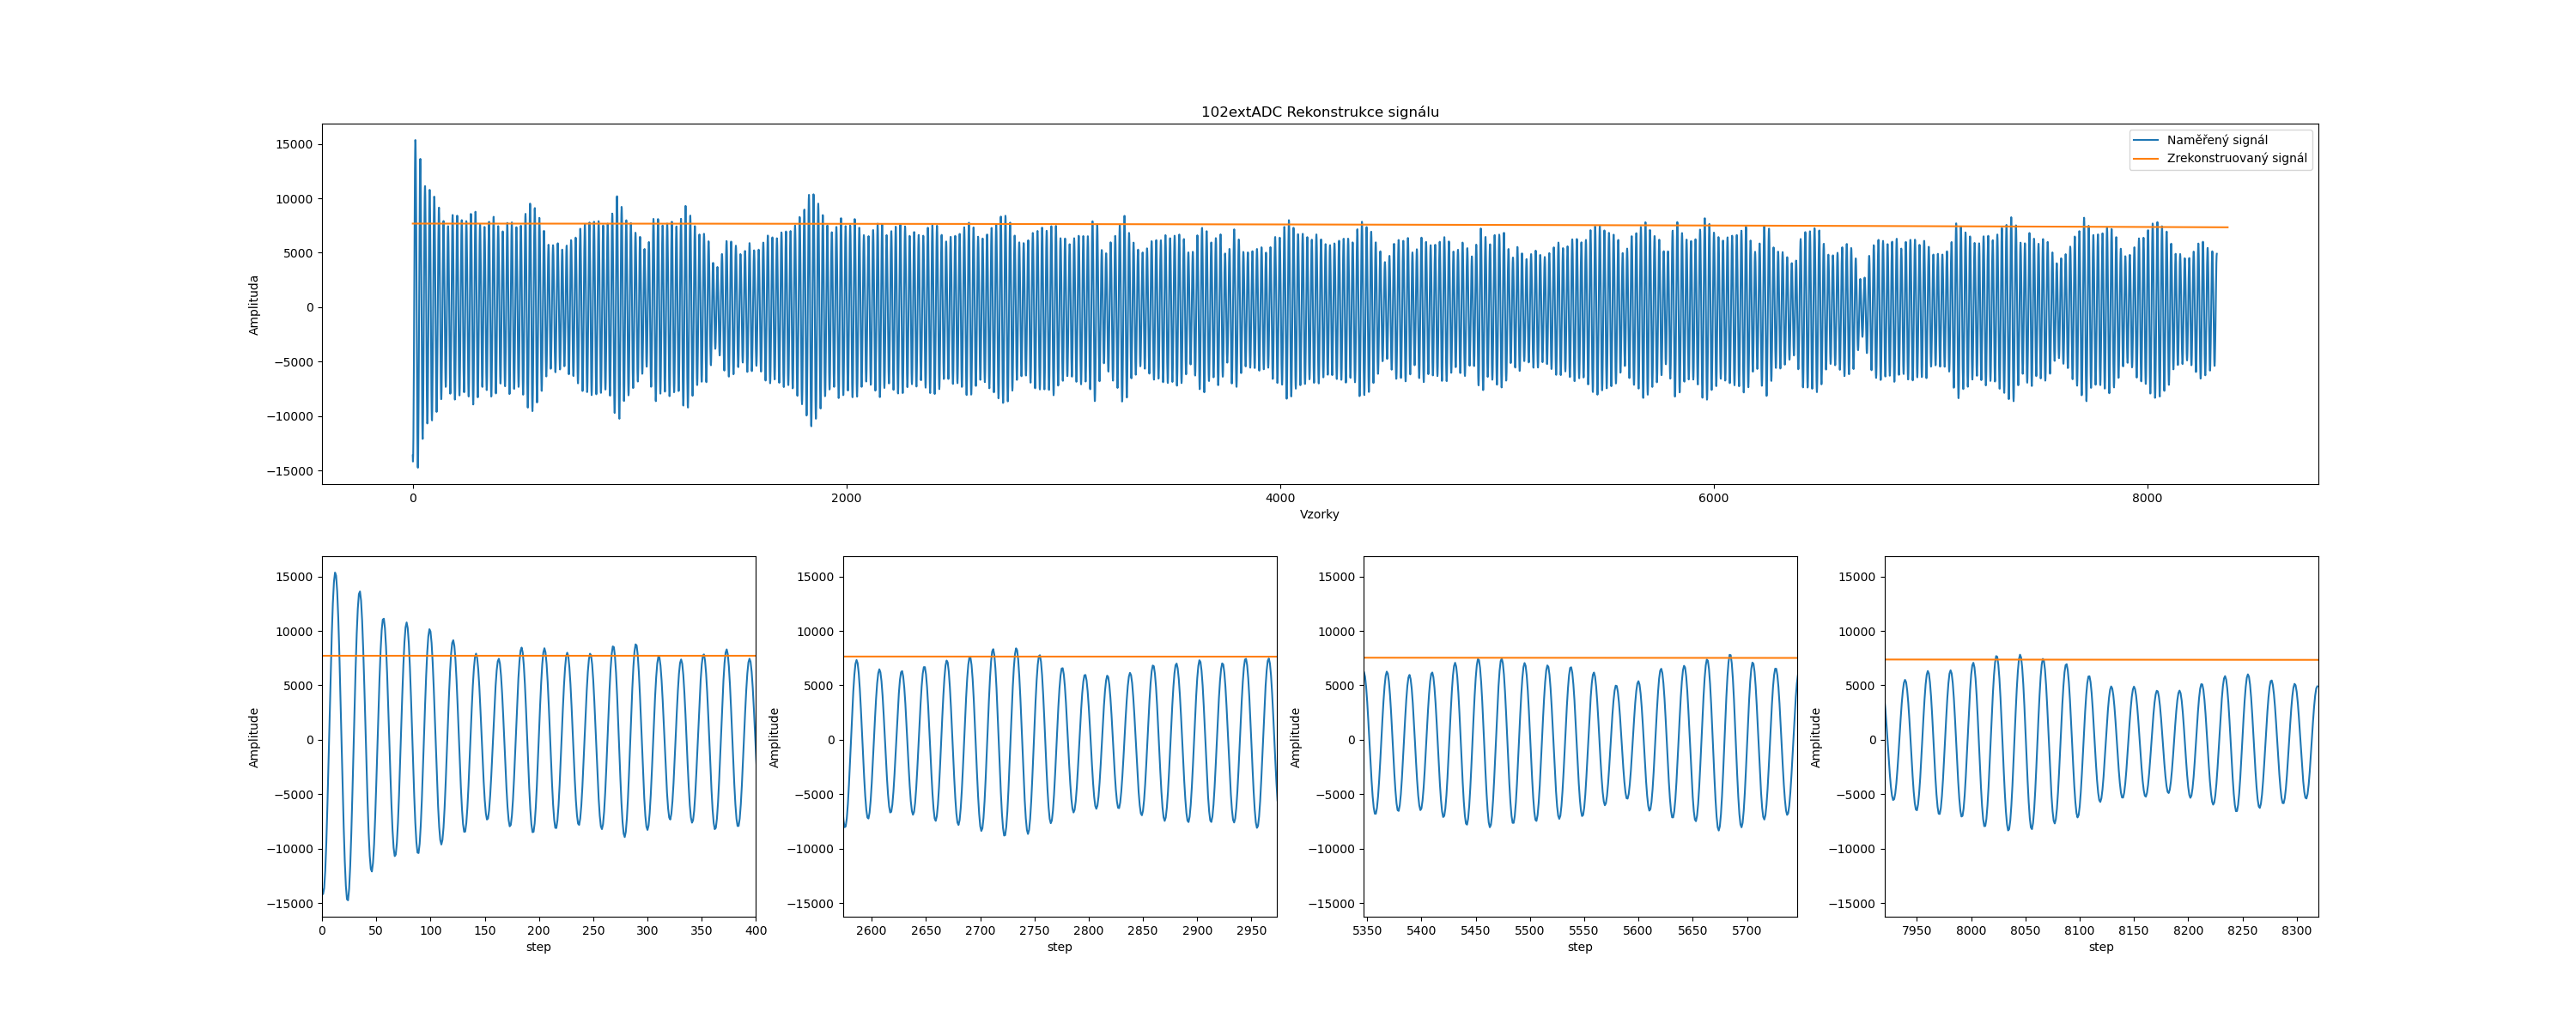 102extADC Rekonstrukce signálu
15000
10000
5000
0
−5000
−10000
−15000
Amplituda
Naměřený signál
Zrekonstruovaný signál
0 2000 4000 6000 8000
Vzorky
15000
10000
5000
0
−5000
−10000
−15000
Amplitude
0 50 100 150 200 250 300 350 400
step
15000
10000
5000
0
−5000
−10000
−15000
Amplitude
2600 2650 2700 2750 2800 2850 2900 2950
step
15000
10000
5000
0
−5000
−10000
−15000
Amplitude
5350 5400 5450 5500 5550 5600 5650 5700
step
15000
10000
5000
0
−5000
−10000
−15000
Amplitude
7950 8000 8050 8100 8150 8200 8250 8300
step